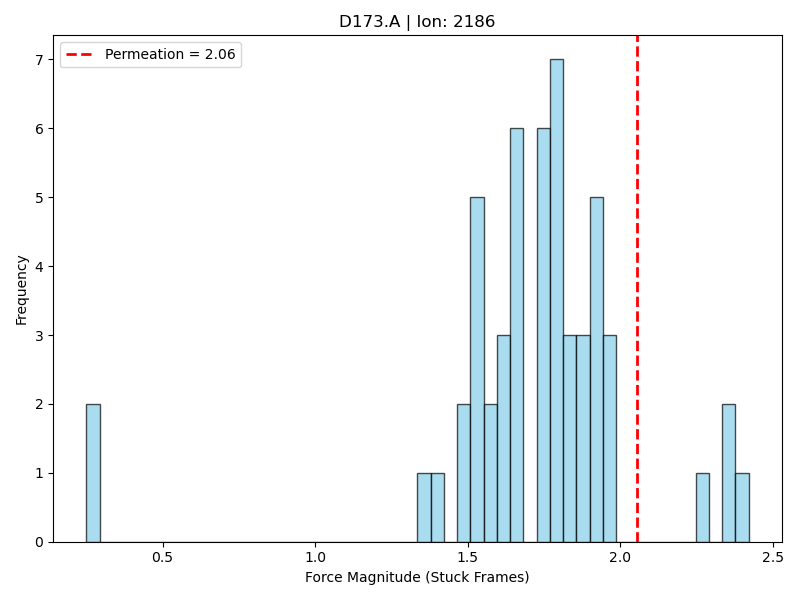 D173.A | Ion: 2186
Permeation = 2.06
Frequency
7
6
5
4
3
2
1
0
0.5 1.0 1.5 2.0 2.5
Force Magnitude (Stuck Frames)